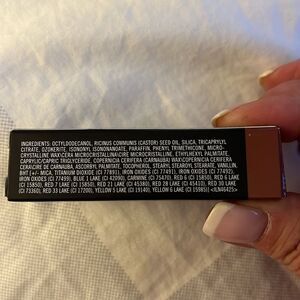 INGREDIENTS: OCTYLDODECANOL, RICINUS COMMUNIS (CASTOR) SEED OIL, SILICA, TRICAPRYLYL
CITRATE, OZOKERITE, ISONONYL ISONONANOATE, PARAFFIN, PHENYL TRIMETHICONE, MICRO-
CRYSTALLINE WAX\CERA MICROCRISTALLINA\CIRE MICROCRISTALLINE, ETHYLHEXYL PALMITATE,
CAPRYLIC/CAPRIC TRIGLYCERIDE, COPERNICIA CERIFERA (CARNAUBA) WAX\COPERNICIA CERIFERA
CERA\CIRE DE CARNAUBA, ASCORBYL PALMITATE, TOCOPHEROL, STEARYL STEARATE, VANILLIN,
BHT [+/- MICA, TITANIUM DIOXIDE (CI 77891), IRON OXIDES (CI 77491), IRON OXIDES
(CI 77492), IRON OXIDES (CI 77499), BLUE 1 LAKE (CI 42090), CARMINE (CI 75470), RED 6 (CI 15850), RED 6 LAKE
(CI 15850), RED 7 LAKE (CI 15850), RED 21 LAKE (CI 45380), RED 28 LAKE (CI 45410), RED 30 LAKE
(CI 73360), RED 33 LAKE (CI 17200), YELLOW 5 LAKE (CI 19140), YELLOW 6 LAKE (CI 15985)]